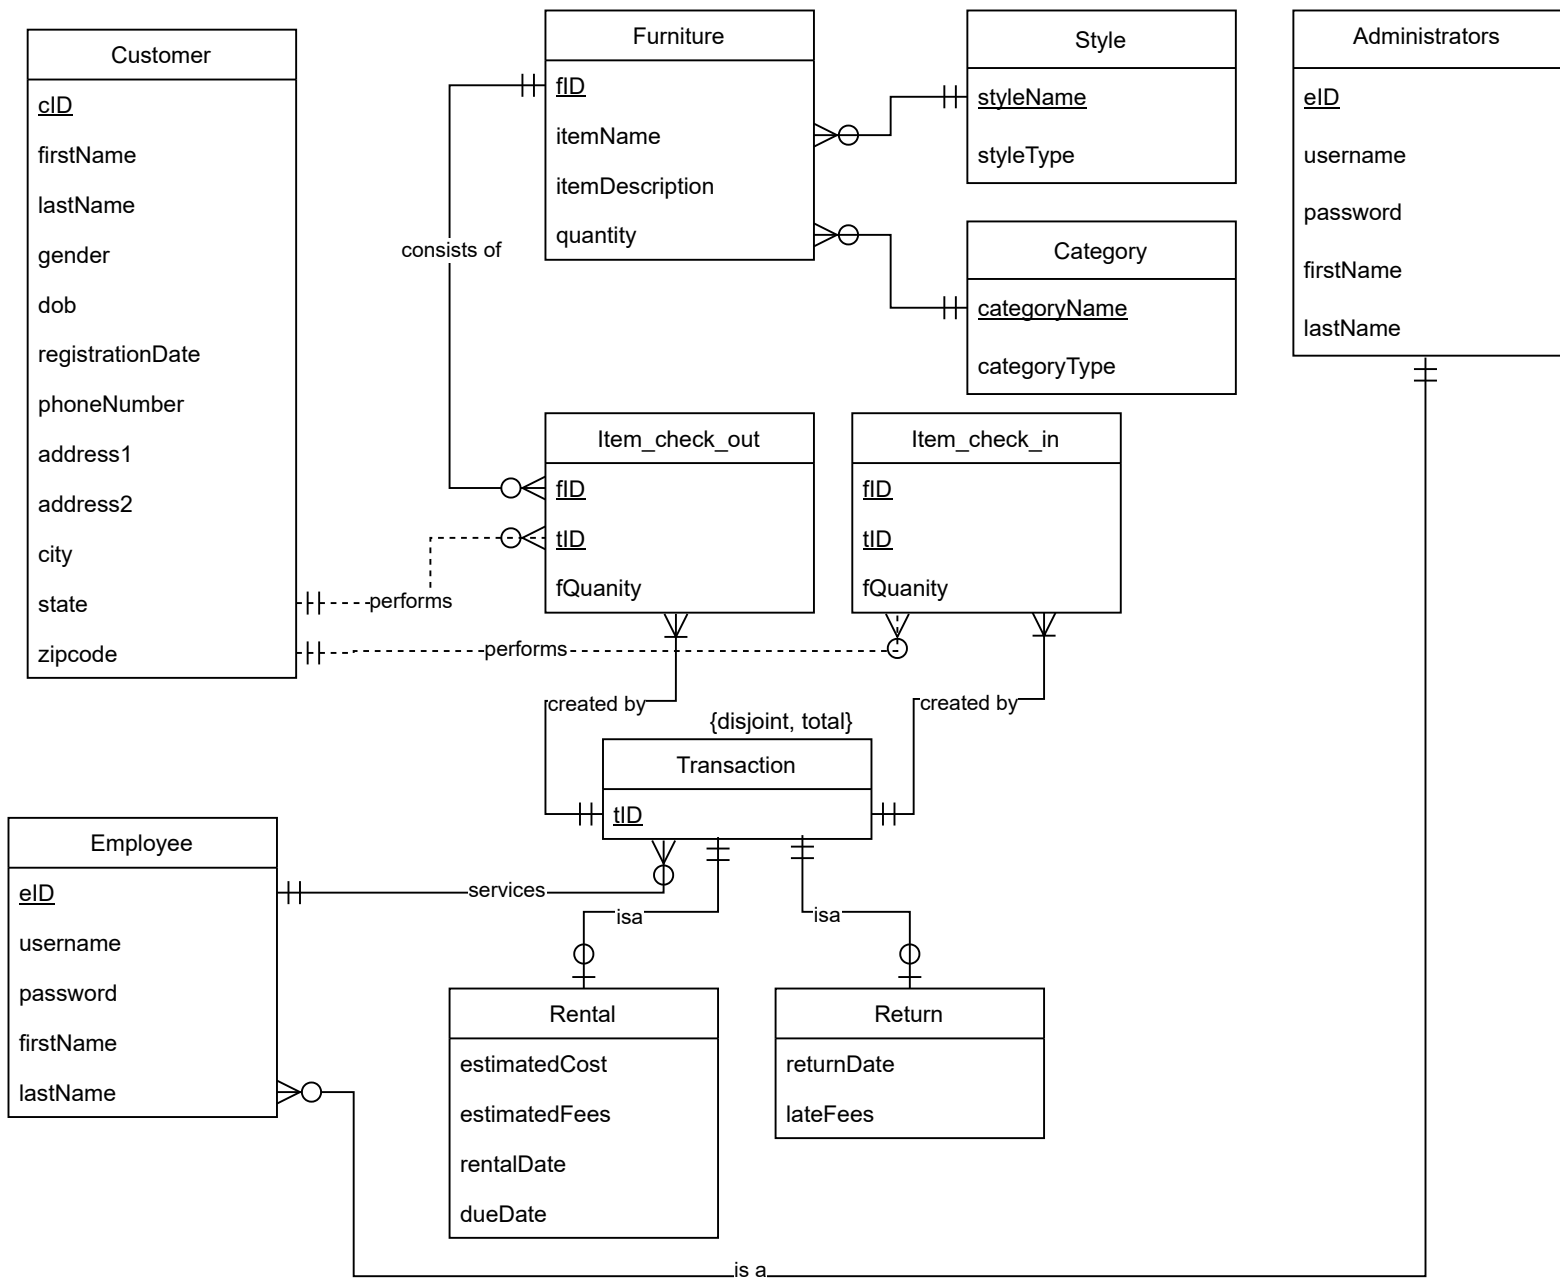 Customer
cID
firstName
lastName
gender
dob
registrationDate
phoneNumber
address1
address2
city
state
zipcode
Furniture
fID
itemName
itemDescription
quantity
Style
styleName
styleType
Category
categoryName
categoryType
Administrators
eID
username
password
firstName
lastName
consists of
Item_check_out
fID
tID
fQuanity
Item_check_in
fID
tID
fQuanity
performs
performs
created by
created by
{disjoint, total}
Transaction
tID
Employee
eID
username
password
firstName
lastName
services
isa
isa
Rental
estimatedCost
estimatedFees
rentalDate
dueDate
Return
returnDate
lateFees
is a